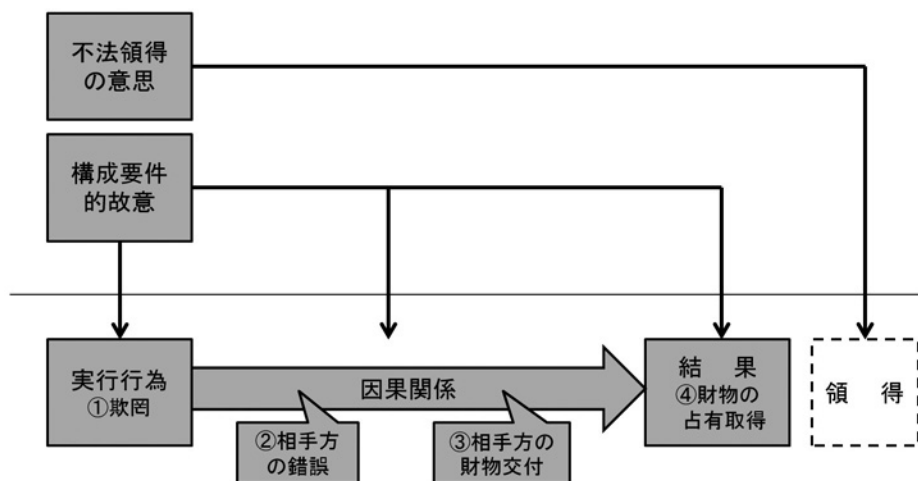 不法領得
の意思
構成要件
的故意
実行行為
①欺罔
因果関係
②相手方
の錯誤
③相手方の
財物交付
結　果
④財物の
占有取得
領　得